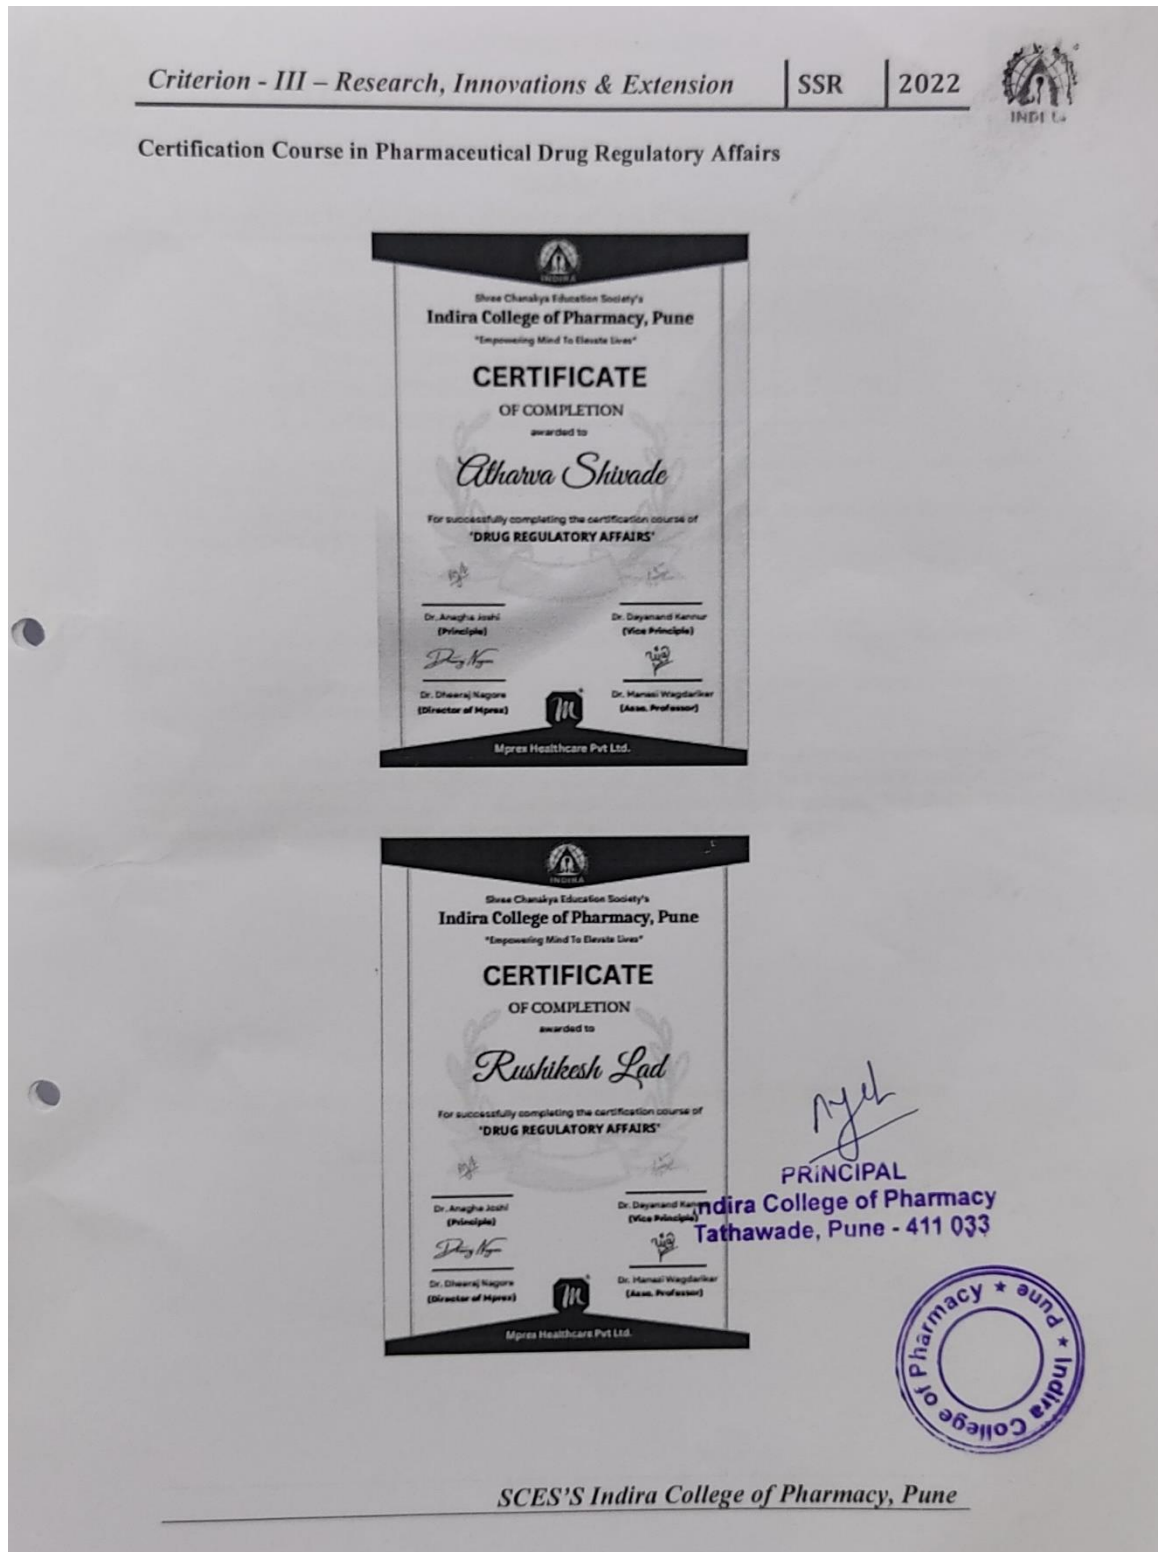 Criterion - III – Research, Innovations & Extension SSR 2022
INDI
Certification Course in Pharmaceutical Drug Regulatory Affairs
INDIRA
Shree Chanakya Education Society's
Indira College of Pharmacy, Pune
"Empowering Mind To Elevate Lives"
CERTIFICATE
OF COMPLETION
awarded to
Atharva Shivade
For successfully completing the certification course of
'DRUG REGULATORY AFFAIRS'
Dr. Anagha Joshi Dr. Dayanand Kannur
(Principle) (Vice Principle)
Dr. Dheeraj Nagore Dr. Manasi Wagdarikar
(Director of Mprex) (Asso. Professor)
m
Mprex Healthcare Pvt Ltd.
INDIRA
Shree Chanakya Education Society's
Indira College of Pharmacy, Pune
"Empowering Mind To Elevate Lives"
CERTIFICATE
OF COMPLETION
awarded to
Rushikesh Lad
For successfully completing the certification course of
'DRUG REGULATORY AFFAIRS'
Dr. Anagha Joshi Dr. Dayanand
(Principle) (Vice Principle)
Dr. Dheeraj Nagore Dr. Manasi Wagdarikar
(Director of Mprex) (Asso. Professor)
m
Mprex Healthcare Pvt Ltd.
PRINCIPAL
Indira College of Pharmacy
Tathawade, Pune - 411 033
Indira College of Pharmacy ★ Pune ★
SCES'S Indira College of Pharmacy, Pune